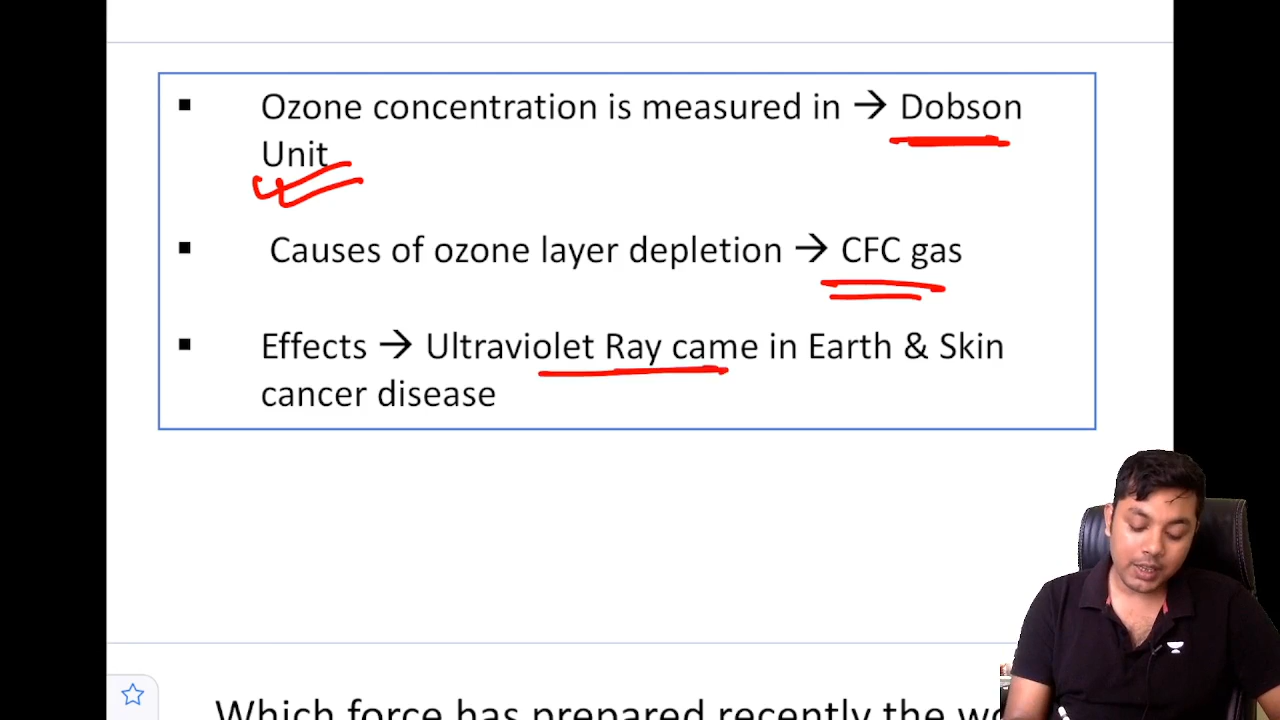 ▪ Ozone concentration is measured in → Dobson
Unit
▪ Causes of ozone layer depletion → CFC gas
▪ Effects → Ultraviolet Ray came in Earth & Skin
cancer disease
Which force has prepared recently the